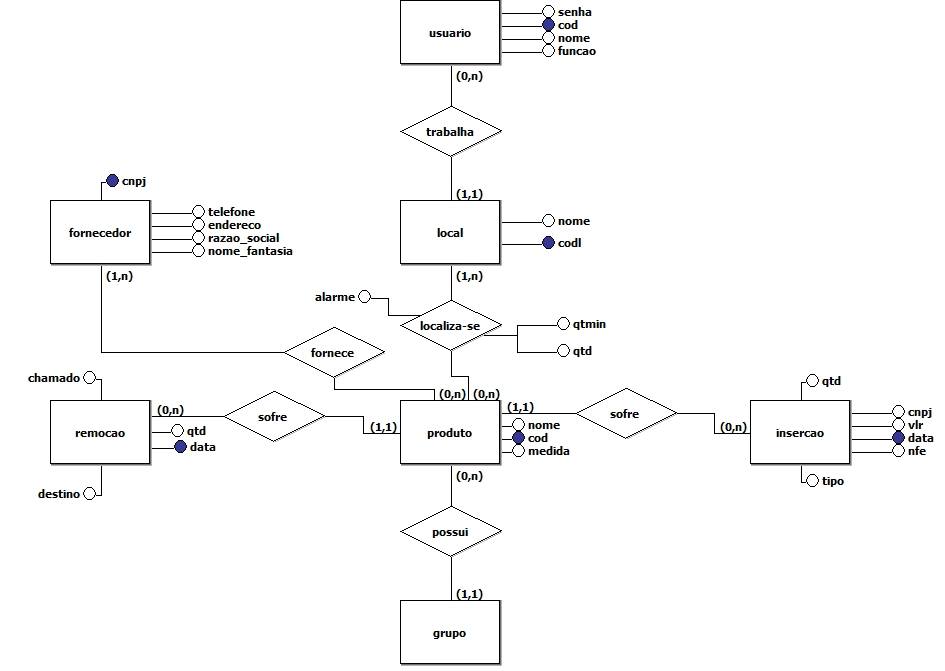 usuario
senha
cod
nome
funcao
(0,n)
trabalha
(1,1)
cnpj
fornecedor
telefone
endereco
razao_social
nome_fantasia
(1,n)
local
nome
codl
(1,n)
alarme
localiza-se
qtmin
qtd
fornece
(0,n)
(0,n)
chamado
remocao
(0,n)
qtd
data
destino
sofre
(1,1)
produto
(1,1)
nome
cod
medida
sofre
(0,n)
insercao
qtd
cnpj
vlr
data
nfe
tipo
(0,n)
possui
(1,1)
grupo